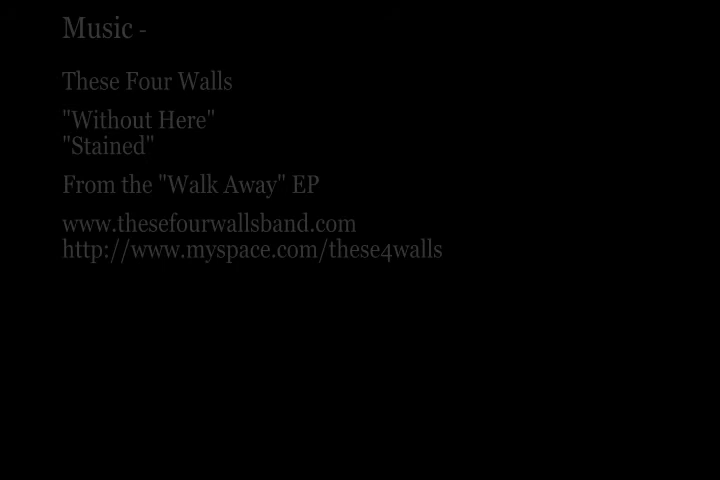 Music -
These Four Walls
"Without Here"
"Stained"
From the "Walk Away" EP
www.thesefourwallsband.com
http://www.myspace.com/these4walls